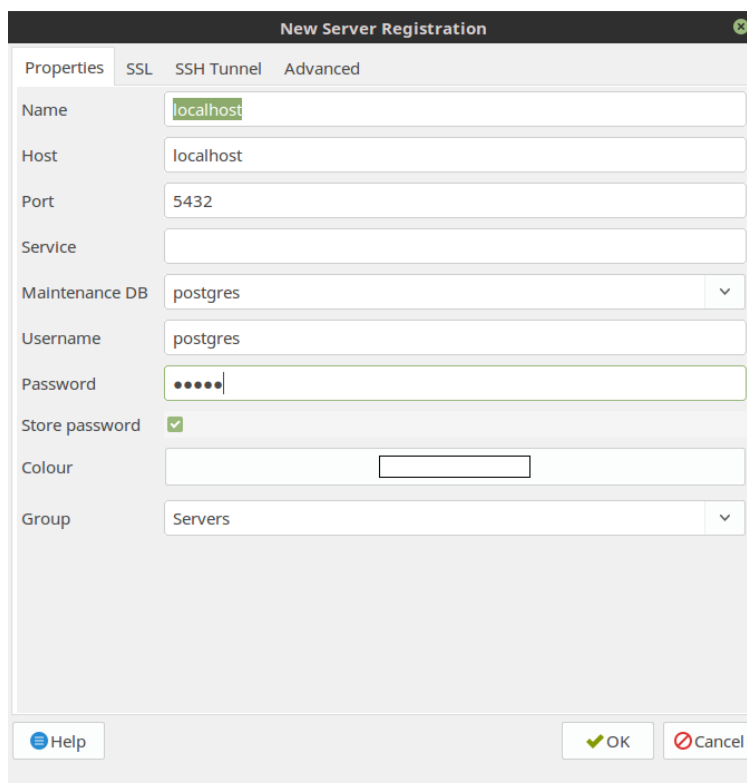 New Server Registration
Properties SSL SSH Tunnel Advanced
Name localhost
Host localhost
Port 5432
Service
Maintenance DB postgres
Username postgres
Password •••••
Store password
Colour
Group Servers
Help OK Cancel